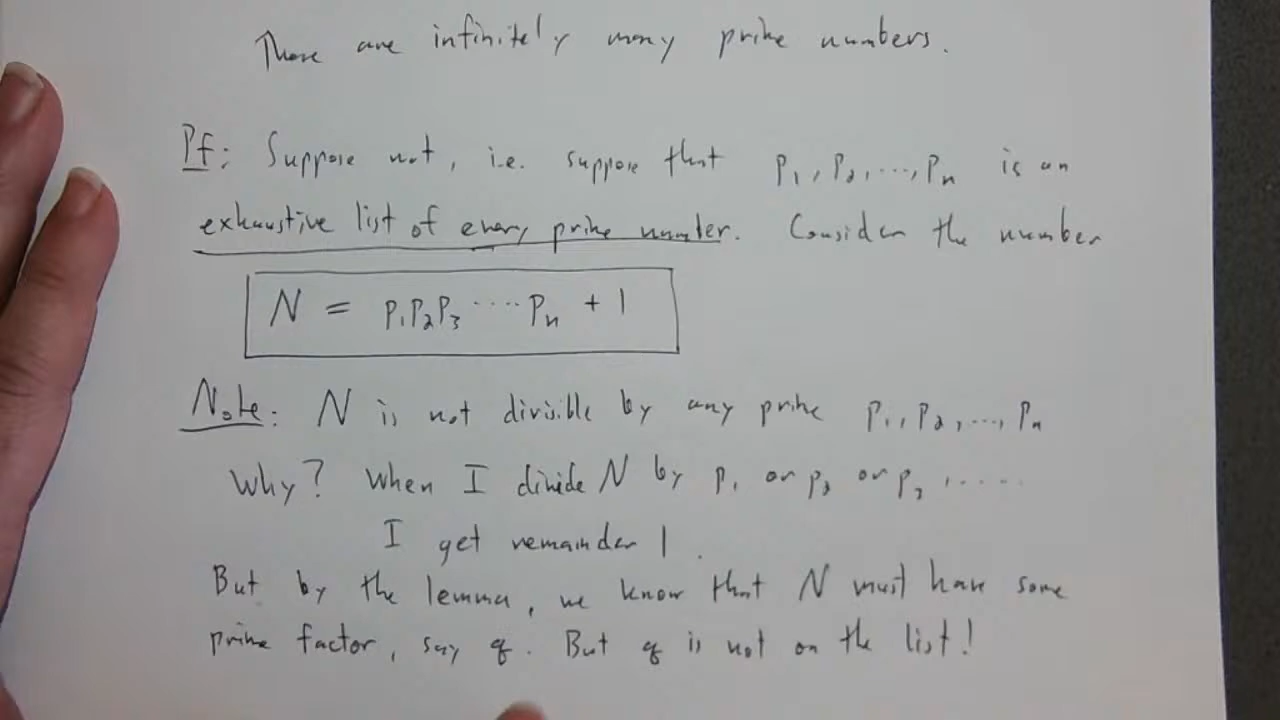 There are infinitely many prime numbers.
Pf: Suppose not, i.e. suppose that p₁, p₂, ..., pₙ is an
exhaustive list of every prime number. Consider the number
N = p₁p₂p₃ ···· pₙ + 1
Note: N is not divisible by any prime p₁, p₂, ..., pₙ
Why? When I divide N by p₁ or p₂ or p₃, .....
I get remainder 1.
But by the lemma, we know that N must have some
prime factor, say q. But q is not on the list!